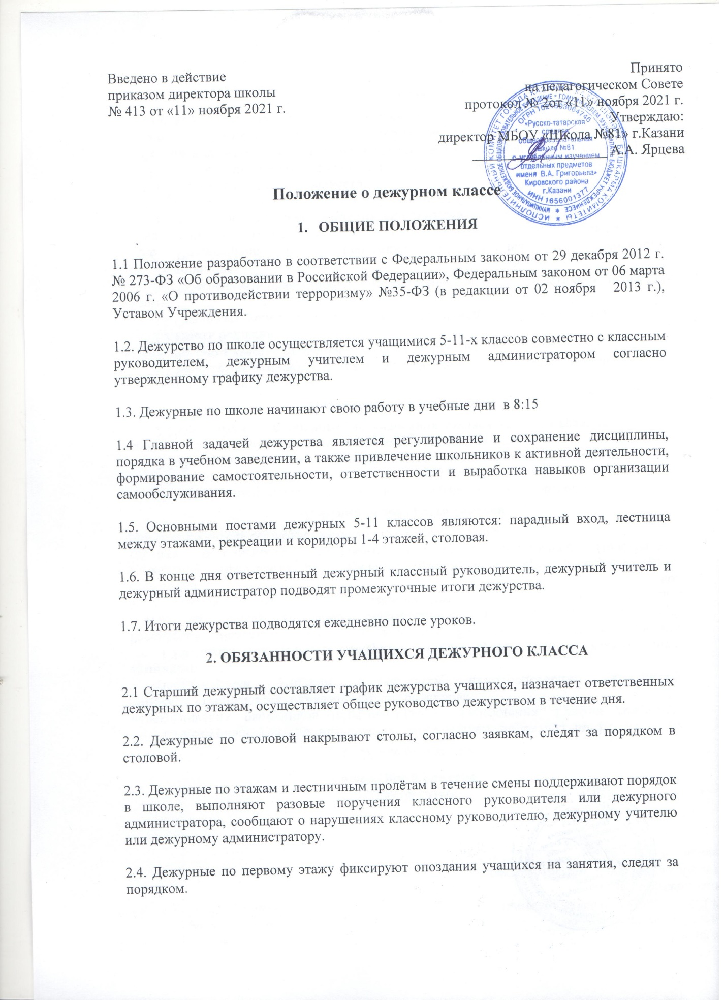 Введено в действие
приказом директора школы
№ 413 от «11» ноября 2021 г.
Принято
на педагогическом Совете
протокол № 2от «11» ноября 2021 г.
Утверждаю:
директор МБОУ «Школа №81» г.Казани
А.А. Ярцева
ОГРН 1021603064746
«Русско-татарская
средняя
общеобразовательная
школа №81
с углубленным изучением
отдельных предметов
имени В.А. Григорьева»
Кировского района
г.Казани
ИНН 1656001377
Положение о дежурном классе
1. ОБЩИЕ ПОЛОЖЕНИЯ
1.1 Положение разработано в соответствии с Федеральным законом от 29 декабря 2012 г.
№ 273-ФЗ «Об образовании в Российской Федерации», Федеральным законом от 06 марта
2006 г. «О противодействии терроризму» №35-ФЗ (в редакции от 02 ноября 2013 г.),
Уставом Учреждения.
1.2. Дежурство по школе осуществляется учащимися 5-11-х классов совместно с классным
руководителем, дежурным учителем и дежурным администратором согласно
утвержденному графику дежурства.
1.3. Дежурные по школе начинают свою работу в учебные дни в 8:15
1.4 Главной задачей дежурства является регулирование и сохранение дисциплины,
порядка в учебном заведении, а также привлечение школьников к активной деятельности,
формирование самостоятельности, ответственности и выработка навыков организации
самообслуживания.
1.5. Основными постами дежурных 5-11 классов являются: парадный вход, лестница
между этажами, рекреации и коридоры 1-4 этажей, столовая.
1.6. В конце дня ответственный дежурный классный руководитель, дежурный учитель и
дежурный администратор подводят промежуточные итоги дежурства.
1.7. Итоги дежурства подводятся ежедневно после уроков.
2. ОБЯЗАННОСТИ УЧАЩИХСЯ ДЕЖУРНОГО КЛАССА
2.1 Старший дежурный составляет график дежурства учащихся, назначает ответственных
дежурных по этажам, осуществляет общее руководство дежурством в течение дня.
2.2. Дежурные по столовой накрывают столы, согласно заявкам, следят за порядком в
столовой.
2.3. Дежурные по этажам и лестничным пролётам в течение смены поддерживают порядок
в школе, выполняют разовые поручения классного руководителя или дежурного
администратора, сообщают о нарушениях классному руководителю, дежурному учителю
или дежурному администратору.
2.4. Дежурные по первому этажу фиксируют опоздания учащихся на занятия, следят за
порядком.